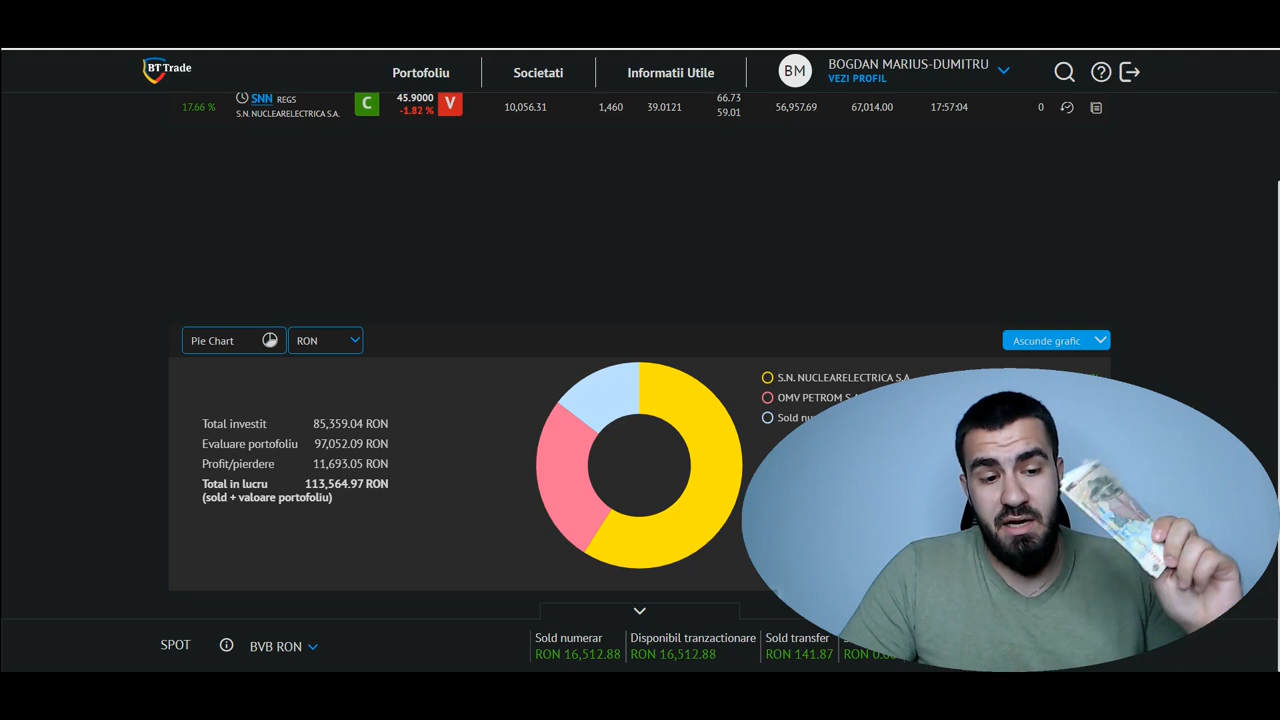 BT Trade
Portofoliu
Societati
Informatii Utile
BM
BOGDAN MARIUS-DUMITRU
VEZI PROFIL
17.66 %
SNN REGS
S.N. NUCLEARELECTRICA S.A.
C
45.9000
-1.82 %
V
10,056.31
1,460
39.0121
66.73
59.01
56,957.69
67,014.00
17:57:04
0
Pie Chart
RON
Ascunde grafic
Total investit 85,359.04 RON
Evaluare portofoliu 97,052.09 RON
Profit/pierdere 11,693.05 RON
Total in lucru 113,564.97 RON
(sold + valoare portofoliu)
S.N. NUCLEARELECTRICA S.A.
OMV PETROM
Sold
SPOT
BVB RON
Sold numerar
RON 16,512.88
Disponibil tranzactionare
RON 16,512.88
Sold transfer
RON 141.87
RON